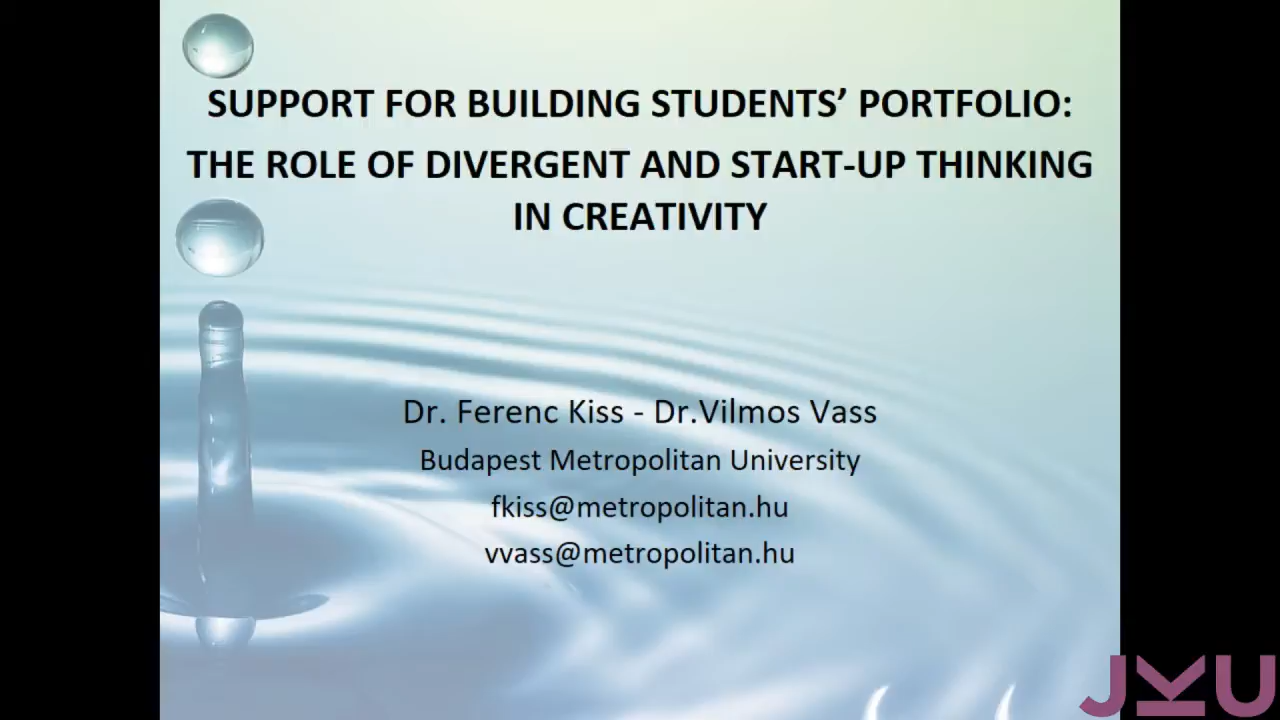 SUPPORT FOR BUILDING STUDENTS’ PORTFOLIO:
THE ROLE OF DIVERGENT AND START-UP THINKING
IN CREATIVITY
Dr. Ferenc Kiss - Dr.Vilmos Vass
Budapest Metropolitan University
fkiss@metropolitan.hu
vvass@metropolitan.hu
JKU